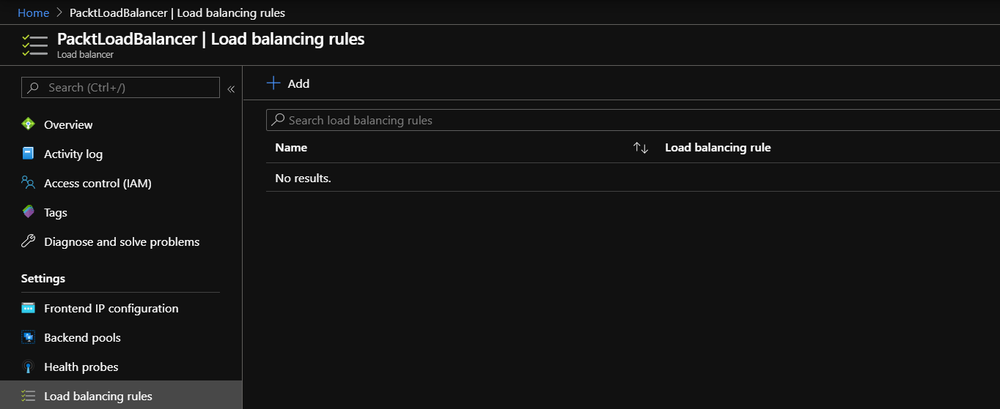 Home > PacktLoadBalancer | Load balancing rules
PacktLoadBalancer | Load balancing rules
Load balancer
Search (Ctrl+/)
«
Overview
Activity log
Access control (IAM)
Tags
Diagnose and solve problems
Settings
Frontend IP configuration
Backend pools
Health probes
Load balancing rules
+ Add
Search load balancing rules
Name ↑↓ Load balancing rule
No results.